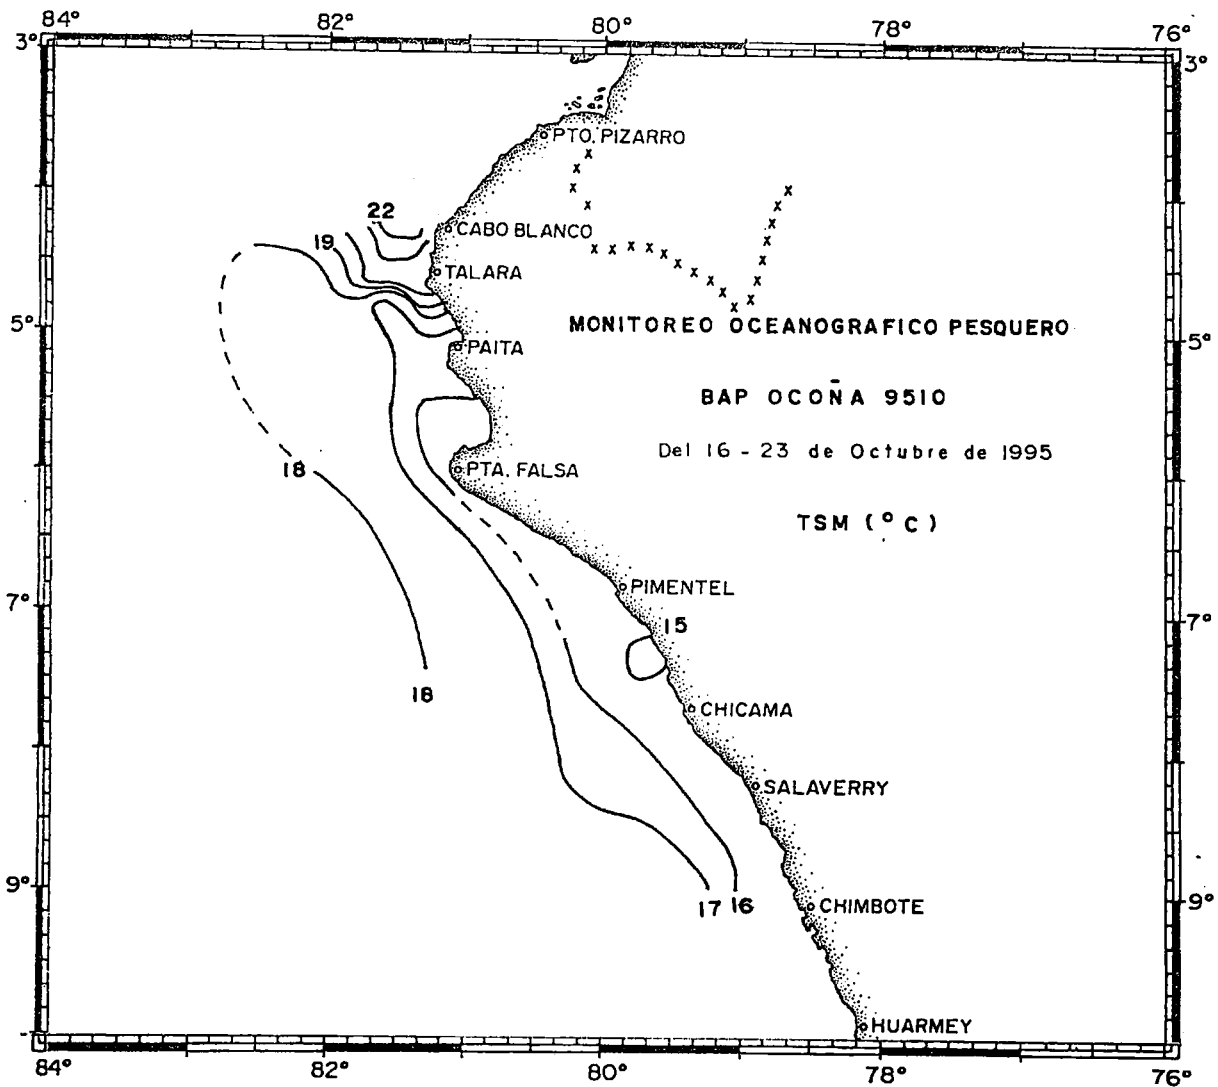 84° 82° 80° 78° 76°
3° 3°
PTO. PIZARRO
22
CABO BLANCO
19
TALARA
5° MONITOREO OCEANOGRAFICO PESQUERO 5°
PAITA
BAP OCOÑA 9510
Del 16 - 23 de Octubre de 1995
18
PTA. FALSA
TSM (°C)
PIMENTEL
7° 15 7°
18
CHICAMA
SALAVERRY
9° 17 16 CHIMBOTE 9°
HUARMEY
84° 82° 80° 78° 76°